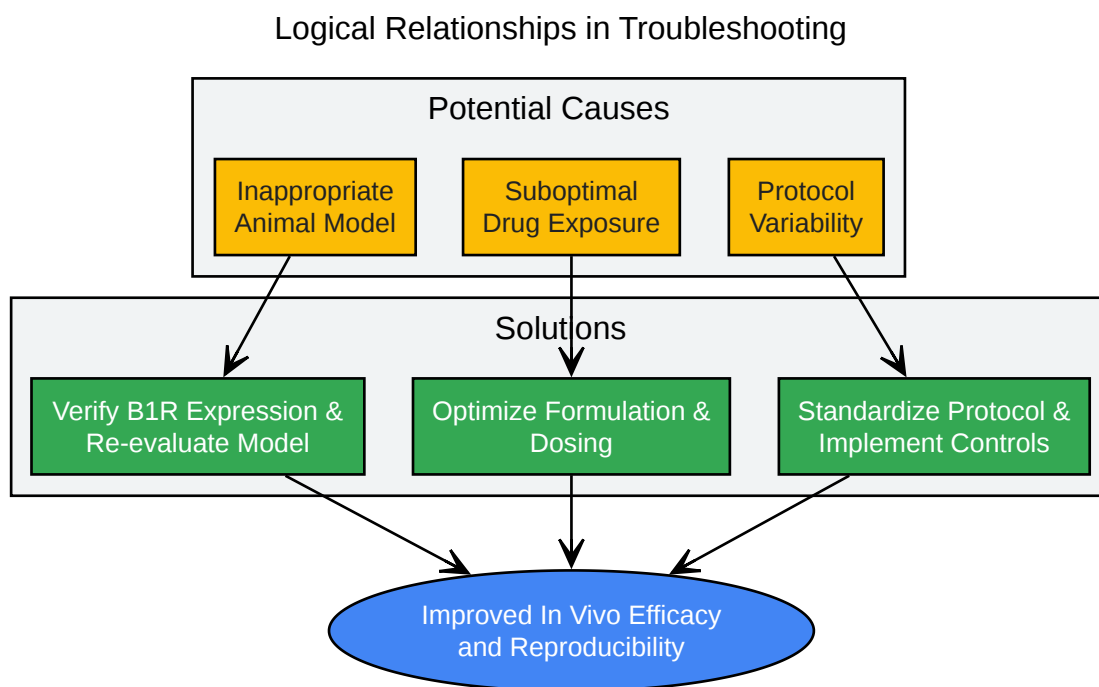 Logical Relationships in Troubleshooting
Potential Causes
Inappropriate
Animal Model
Suboptimal
Drug Exposure
Protocol
Variability
Solutions
Verify B1R Expression &
Re-evaluate Model
Optimize Formulation &
Dosing
Standardize Protocol &
Implement Controls
Improved In Vivo Efficacy
and Reproducibility